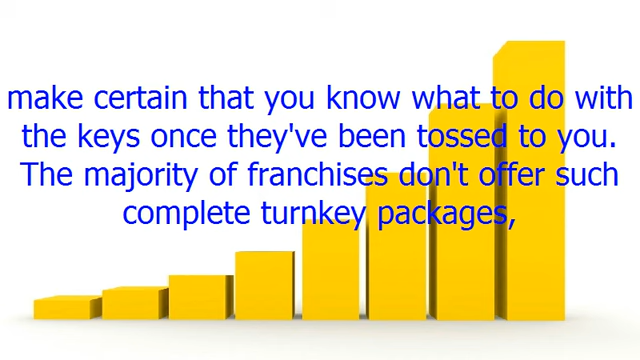 make certain that you know what to do with
the keys once they've been tossed to you.
The majority of franchises don't offer such
complete turnkey packages,